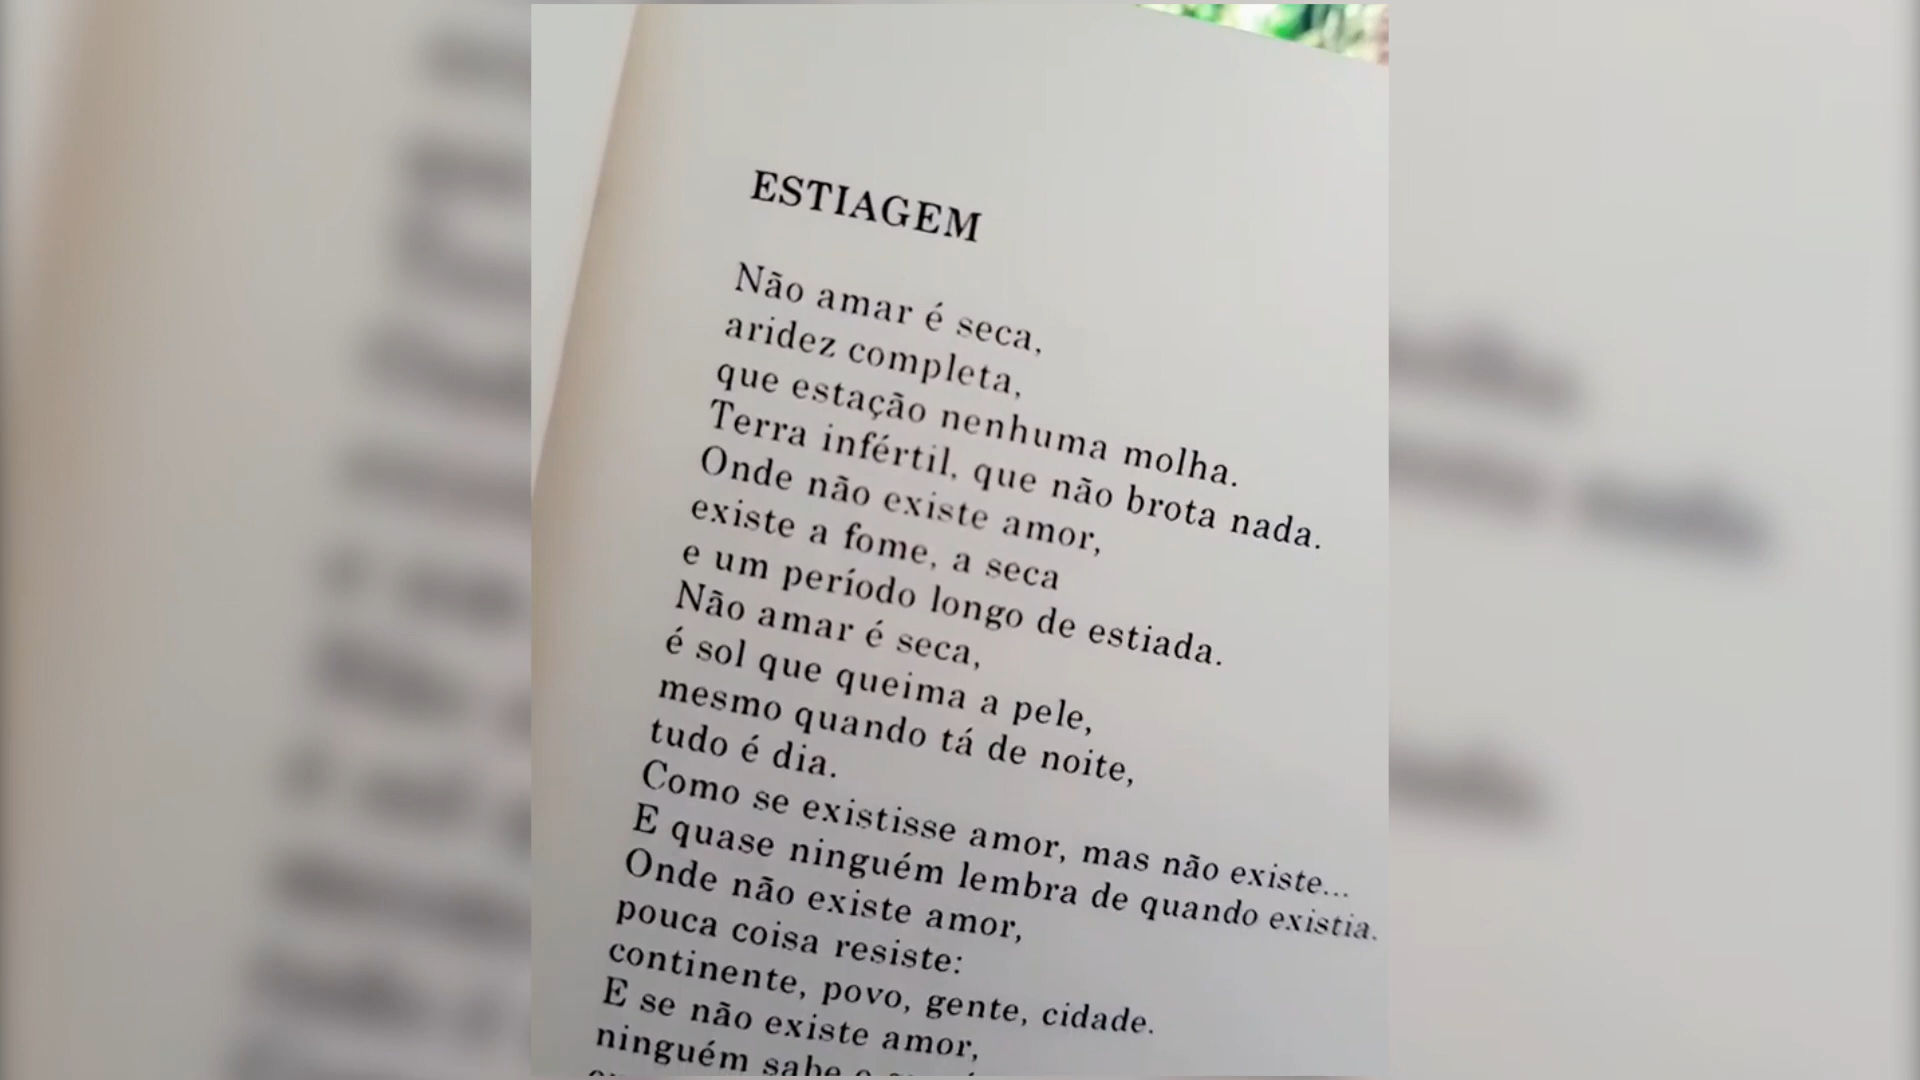 ESTIAGEM
Não amar é seca,
aridez completa,
que estação nenhuma molha.
Terra infértil, que não brota nada.
Onde não existe amor,
existe a fome, a seca
e um período longo de estiada.
Não amar é seca,
é sol que queima a pele,
mesmo quando tá de noite,
tudo é dia.
Como se existisse amor, mas não existe...
E quase ninguém lembra de quando existia.
Onde não existe amor,
pouca coisa resiste:
continente, povo, gente, cidade.
E se não existe amor,
ninguém sabe o